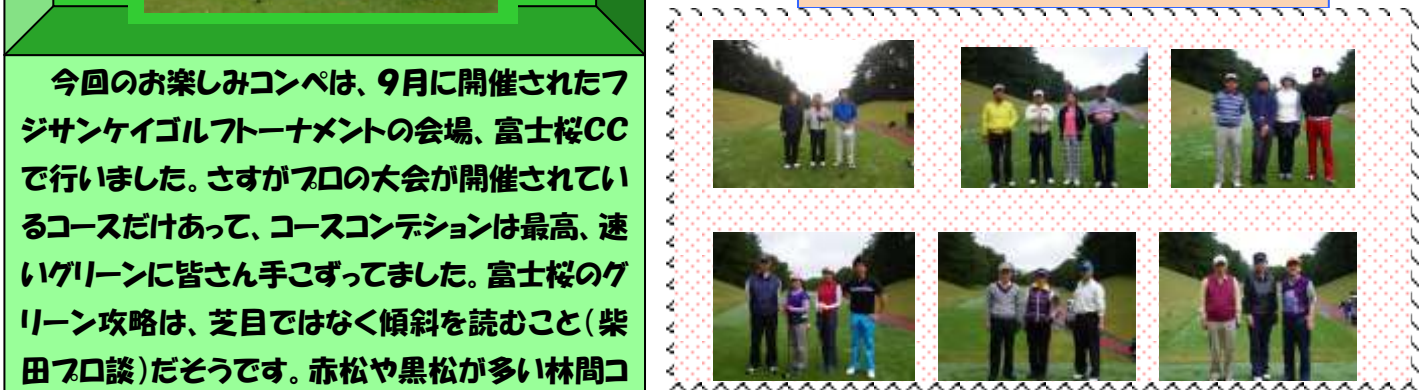 今回のお楽しみコンペは、9月に開催されたフ
ジサンケイゴルフトーナメントの会場、富士桜CC
で行いました。さすがプロの大会が開催されてい
るコースだけあって、コースコンデションは最高、速
いグリーンに皆さん手こずってました。富士桜のグ
リーン攻略は、芝目ではなく傾斜を読むこと(柴
田プロ談)だそうです。赤松や黒松が多い林間コ